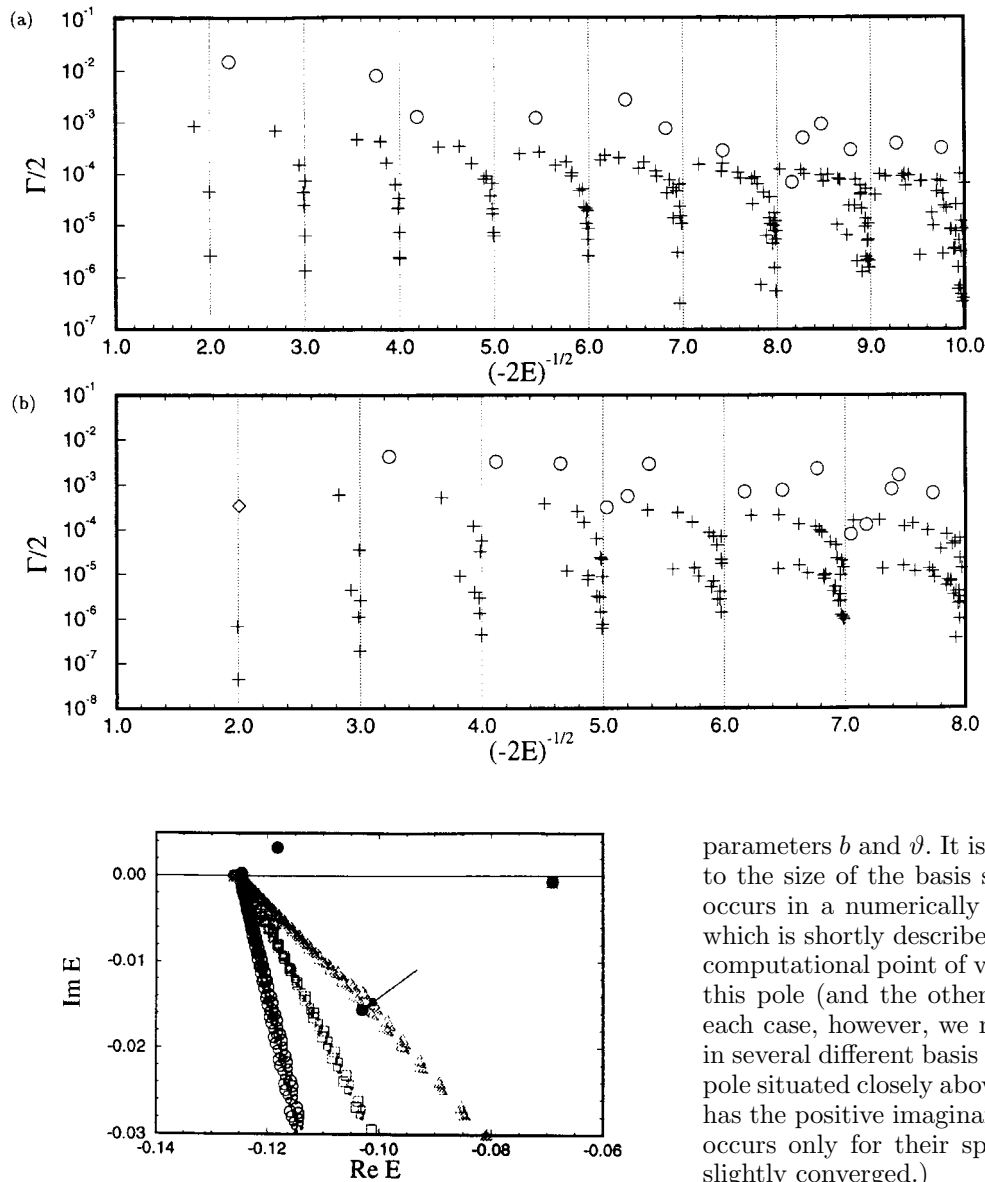 (a)
10⁻¹
10⁻²
10⁻³
10⁻⁴
10⁻⁵
10⁻⁶
10⁻⁷
Γ/2
1.0 2.0 3.0 4.0 5.0 6.0 7.0 8.0 9.0 10.0
(-2E)⁻¹/²
(b)
10⁻¹
10⁻²
10⁻³
10⁻⁴
10⁻⁵
10⁻⁶
10⁻⁷
10⁻⁸
Γ/2
1.0 2.0 3.0 4.0 5.0 6.0 7.0 8.0
(-2E)⁻¹/²
0.00
-0.01
-0.02
-0.03
Im E
-0.14 -0.12 -0.10 -0.08 -0.06
Re E
parameters b and ϑ. It is
to the size of the basis s
occurs in a numerically
which is shortly describe
computational point of v
this pole (and the other
each case, however, we r
in several different basis
pole situated closely above
has the positive imaginat
occurs only for their sp
slightly converged.)